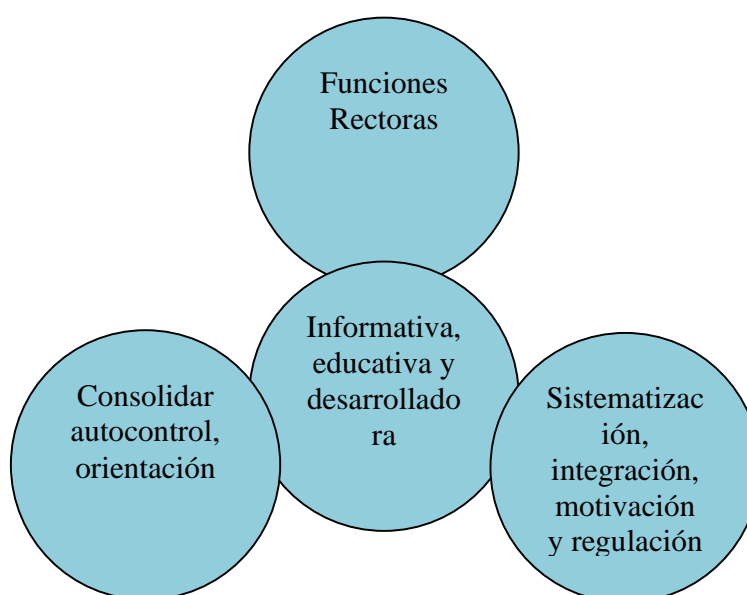 Funciones
Rectoras
Informativa,
educativa y
desarrollado
ra
Consolidar
autocontrol,
orientación
Sistematizac
ión,
integración,
motivación
y regulación